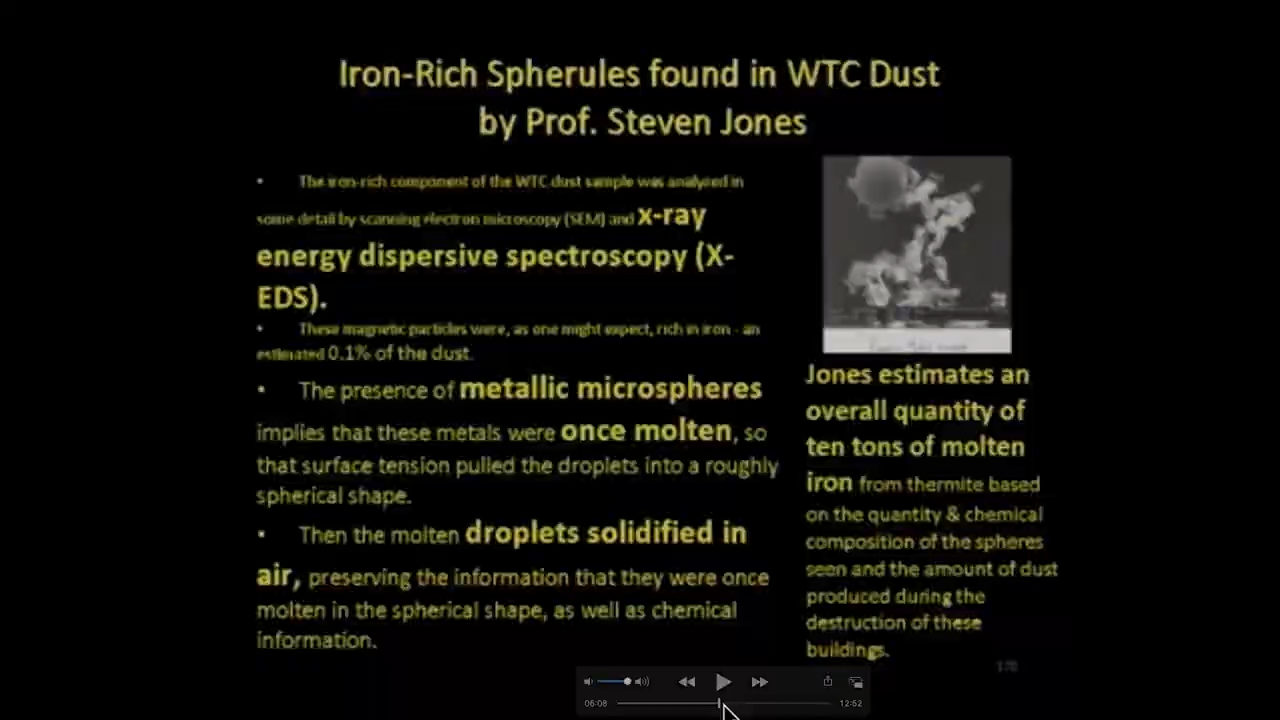 Iron-Rich Spherules found in WTC Dust
by Prof. Steven Jones
• The iron-rich component of the WTC dust sample was analyzed in
some detail by scanning electron microscopy (SEM) and x-ray
energy dispersive spectroscopy (X-
EDS).
• These magnetic particles were, as one might expect, rich in iron - an
estimated 0.1% of the dust.
• The presence of metallic microspheres
implies that these metals were once molten, so
that surface tension pulled the droplets into a roughly
spherical shape.
• Then the molten droplets solidified in
air, preserving the information that they were once
molten in the spherical shape, as well as chemical
information.
Jones estimates an
overall quantity of
ten tons of molten
iron from thermite based
on the quantity & chemical
composition of the spheres
seen and the amount of dust
produced during the
destruction of these
buildings.
06:08
12:52